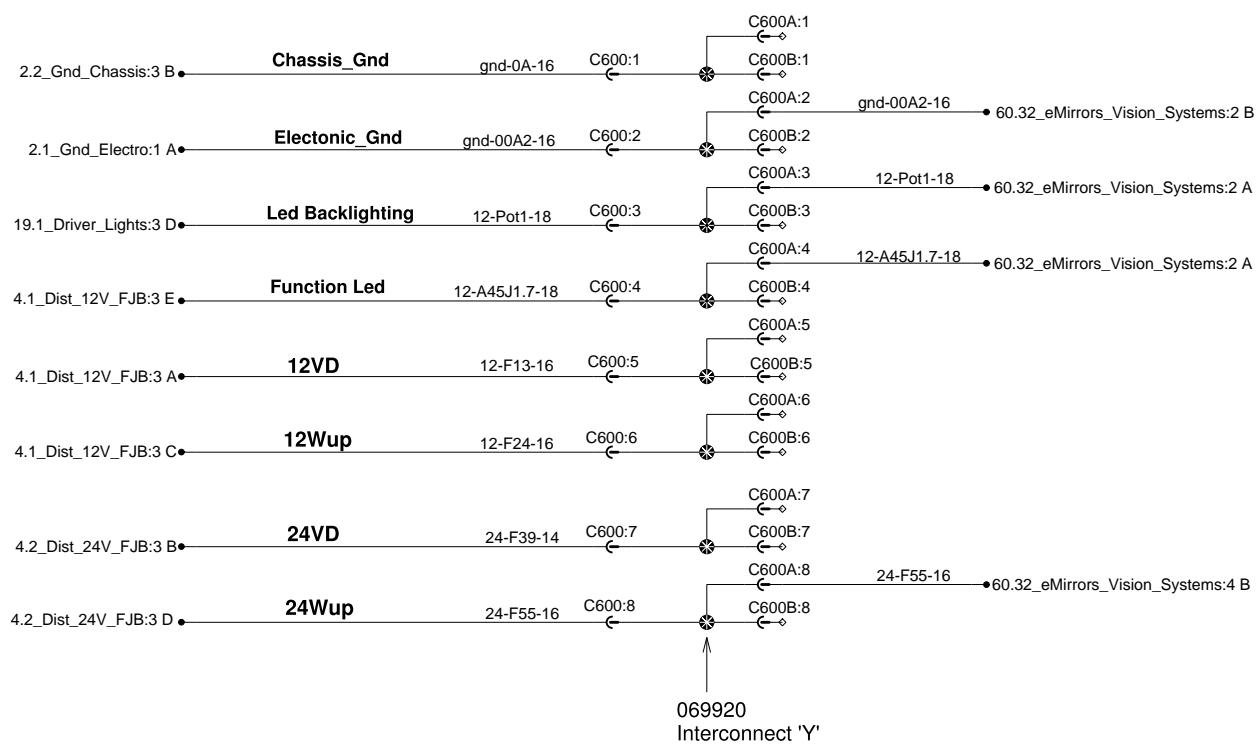 C600A:1
2.2_Gnd_Chassis:3 B Chassis_Gnd gnd-0A-16 C600:1 C600B:1
C600A:2 gnd-00A2-16 60.32_eMirrors_Vision_Systems:2 B
2.1_Gnd_Electro:1 A Electonic_Gnd gnd-00A2-16 C600:2 C600B:2
C600A:3 12-Pot1-18 60.32_eMirrors_Vision_Systems:2 A
19.1_Driver_Lights:3 D Led Backlighting 12-Pot1-18 C600:3 C600B:3
C600A:4 12-A45J1.7-18 60.32_eMirrors_Vision_Systems:2 A
4.1_Dist_12V_FJB:3 E Function Led 12-A45J1.7-18 C600:4 C600B:4
C600A:5
4.1_Dist_12V_FJB:3 A 12VD 12-F13-16 C600:5 C600B:5
C600A:6
4.1_Dist_12V_FJB:3 C 12Wup 12-F24-16 C600:6 C600B:6
C600A:7
4.2_Dist_24V_FJB:3 B 24VD 24-F39-14 C600:7 C600B:7
C600A:8 24-F55-16 60.32_eMirrors_Vision_Systems:4 B
4.2_Dist_24V_FJB:3 D 24Wup 24-F55-16 C600:8 C600B:8
069920
Interconnect 'Y'